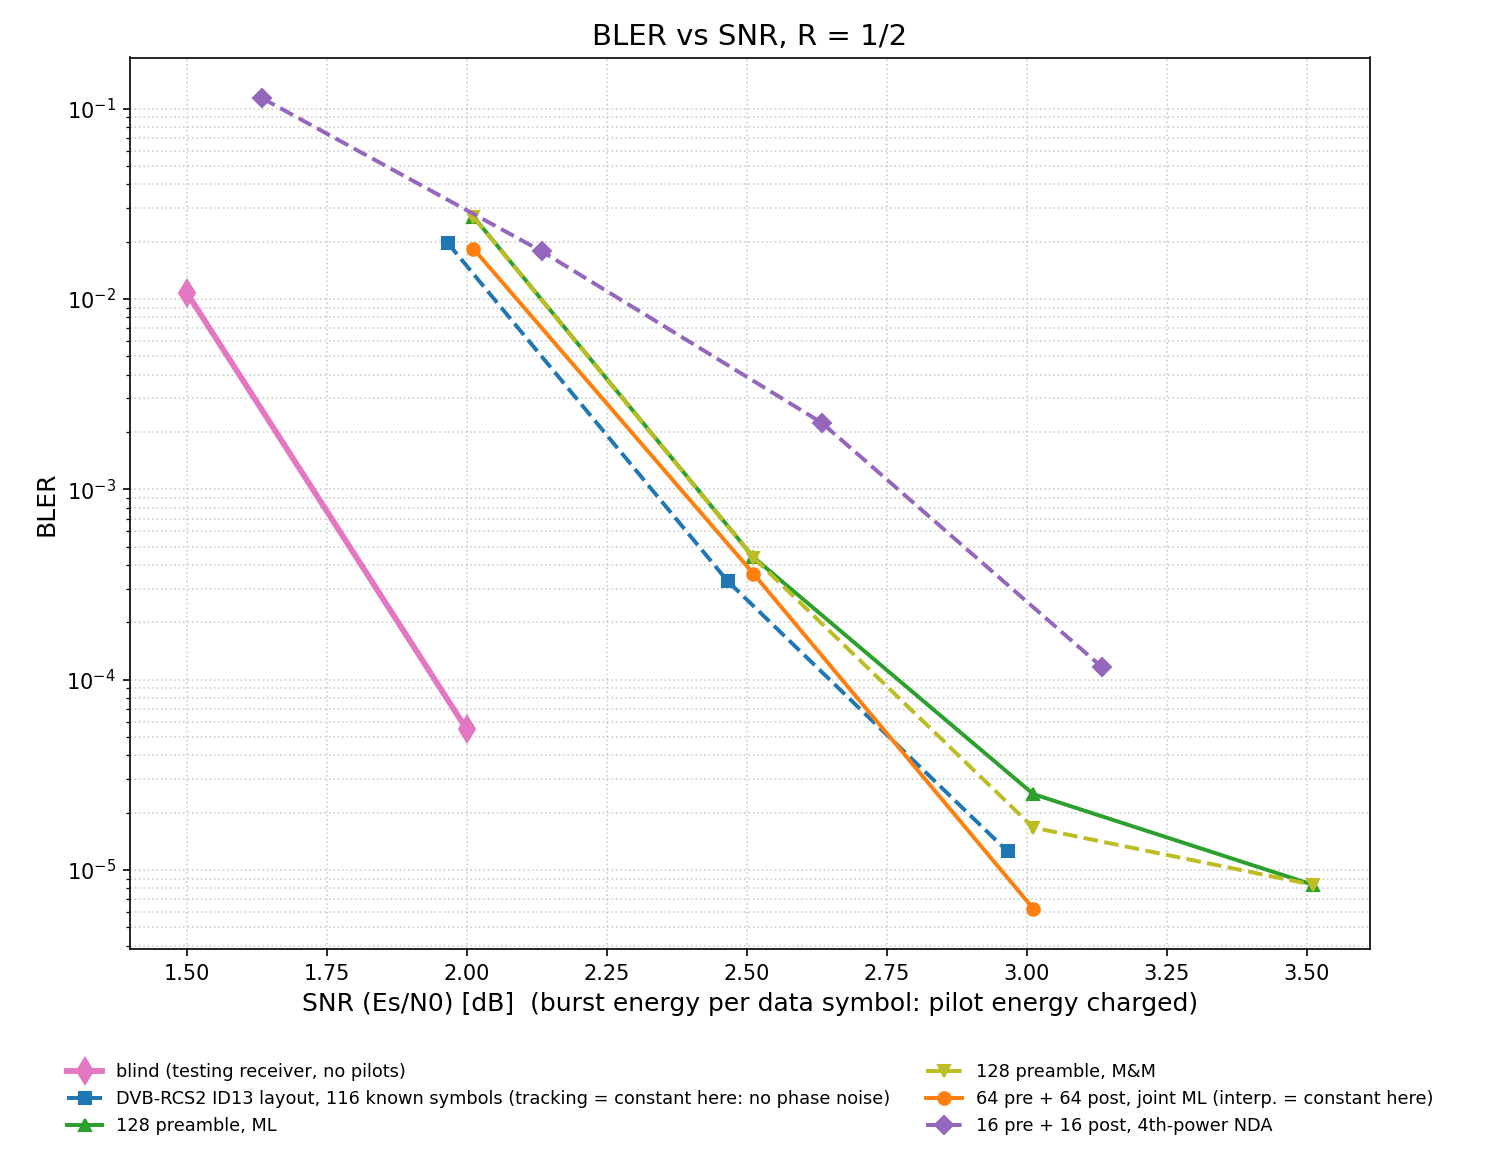 BLER vs SNR, R = 1/2
10⁻¹
10⁻²
10⁻³
10⁻⁴
10⁻⁵
BLER
1.50 1.75 2.00 2.25 2.50 2.75 3.00 3.25 3.50
SNR (Es/N0) [dB]  (burst energy per data symbol: pilot energy charged)
blind (testing receiver, no pilots)
DVB-RCS2 ID13 layout, 116 known symbols (tracking = constant here: no phase noise)
128 preamble, ML
128 preamble, M&M
64 pre + 64 post, joint ML (interp. = constant here)
16 pre + 16 post, 4th-power NDA